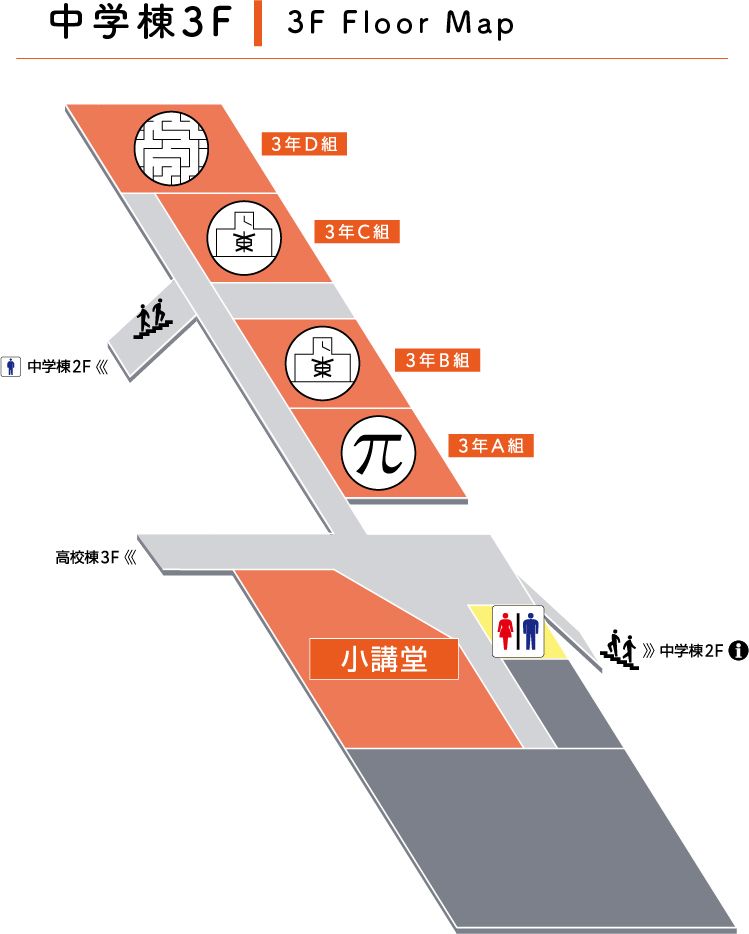 中学棟3F | 3F Floor Map
3年D組
3年C組
東
中学棟2F
3年B組
東
3年A組
π
高校棟3F
小講堂
中学棟2F i